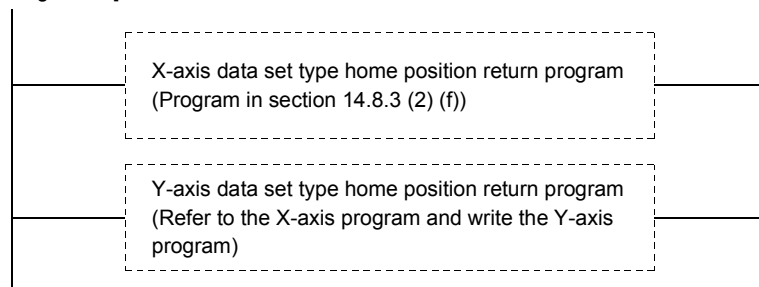 X-axis data set type home position return program
(Program in section 14.8.3 (2) (f))
Y-axis data set type home position return program
(Refer to the X-axis program and write the Y-axis
program)